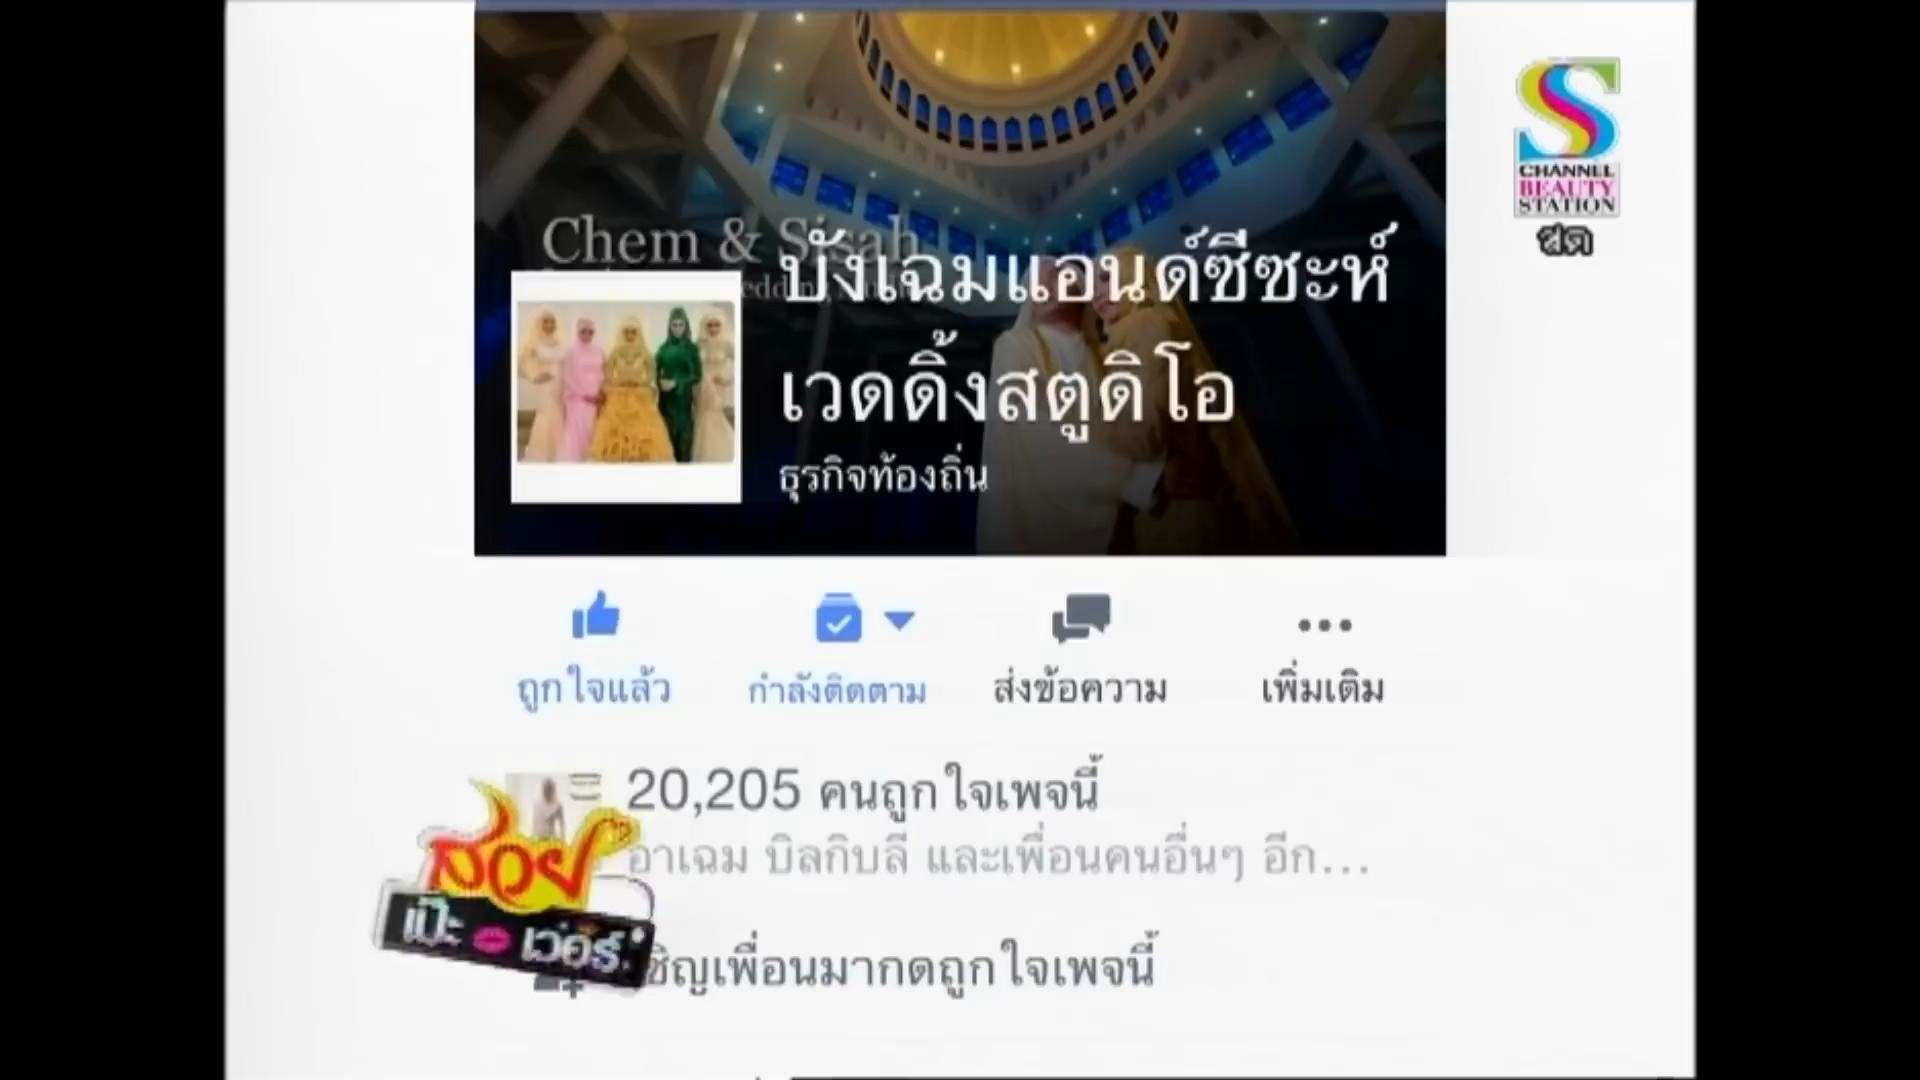 CHANNEL
BEAUTY
STATION
สด
Chem & Sisah
บังเฉมแอนด์ซีซะห์
เวดดิ้งสตูดิโอ
ธุรกิจท้องถิ่น
ถูกใจแล้ว
กำลังติดตาม
ส่งข้อความ
เพิ่มเติม
20,205 คนถูกใจเพจนี้
อาเฉม บิลกิบลี และเพื่อนคนอื่นๆ อีก...
สวย
เป๊ะ เว่อร์
เชิญเพื่อนมากดถูกใจเพจนี้